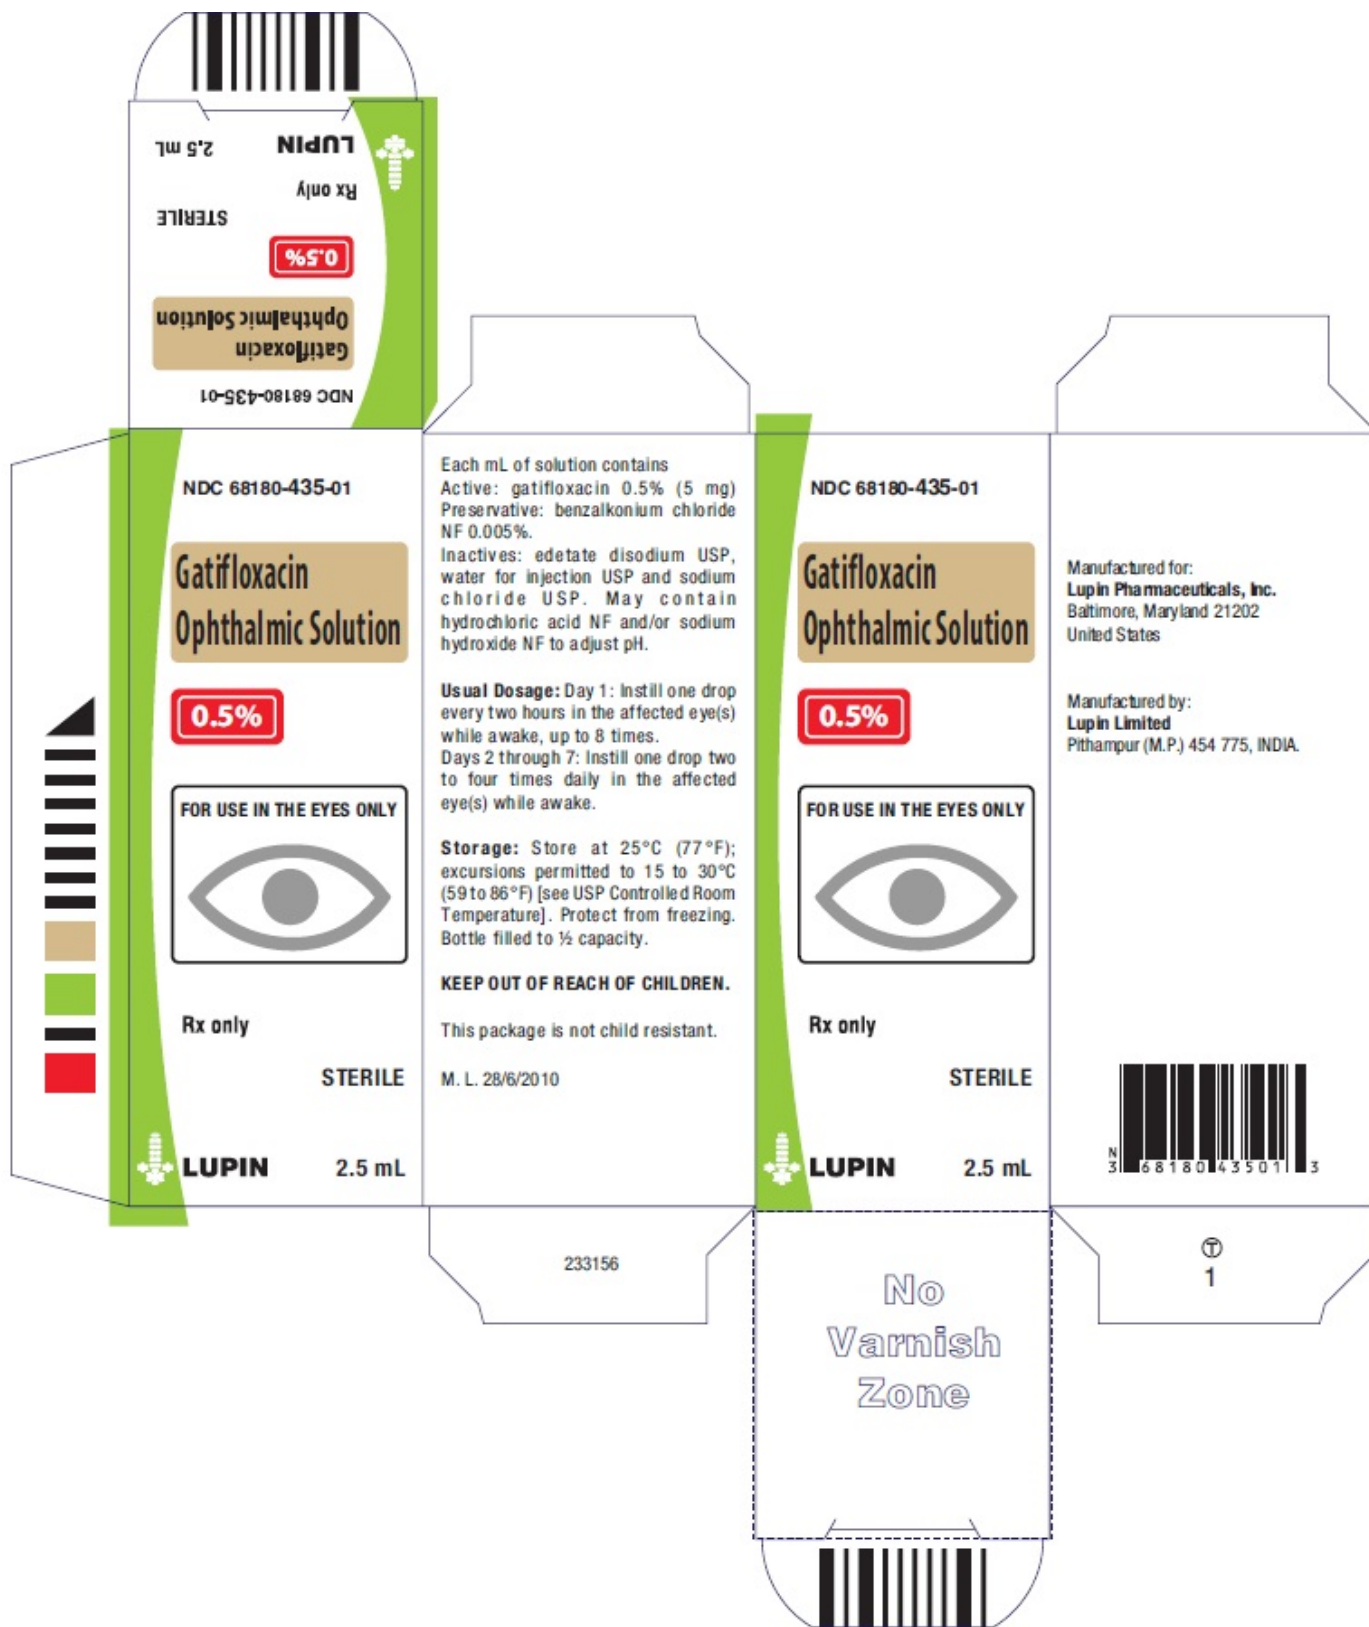 2.5 mL
LUPIN
Rx only
STERILE
0.5%
Ophthalmic Solution
Gatifloxacin
NDC 68180-435-01
NDC 68180-435-01
Gatifloxacin
Ophthalmic Solution
0.5%
FOR USE IN THE EYES ONLY
Rx only
STERILE
LUPIN
2.5 mL
Each mL of solution contains
Active: gatifloxacin 0.5% (5 mg)
Preservative: benzalkonium chloride
NF 0.005%.
Inactives: edetate disodium USP,
water for injection USP and sodium
chloride USP. May contain
hydrochloric acid NF and/or sodium
hydroxide NF to adjust pH.
Usual Dosage: Day 1: Instill one drop
every two hours in the affected eye(s)
while awake, up to 8 times.
Days 2 through 7: Instill one drop two
to four times daily in the affected
eye(s) while awake.
Storage: Store at 25°C (77°F);
excursions permitted to 15 to 30°C
(59 to 86°F) [see USP Controlled Room
Temperature]. Protect from freezing.
Bottle filled to ½ capacity.
KEEP OUT OF REACH OF CHILDREN.
This package is not child resistant.
M. L. 28/6/2010
233156
NDC 68180-435-01
Gatifloxacin
Ophthalmic Solution
0.5%
FOR USE IN THE EYES ONLY
Rx only
STERILE
LUPIN
2.5 mL
No
Varnish
Zone
Manufactured for:
Lupin Pharmaceuticals, Inc.
Baltimore, Maryland 21202
United States
Manufactured by:
Lupin Limited
Pithampur (M.P.) 454 775, INDIA.
N
3 68180 43501 3
T
1